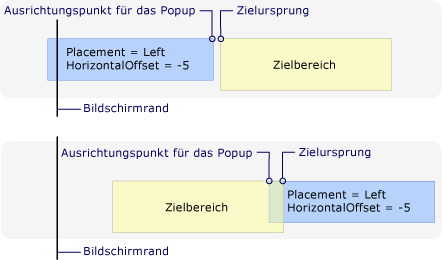 Ausrichtungspunkt für das Popup
Zielursprung
Placement = Left
HorizontalOffset = -5
Zielbereich
Bildschirmrand
Ausrichtungspunkt für das Popup
Zielursprung
Zielbereich
Placement = Left
HorizontalOffset = -5
Bildschirmrand